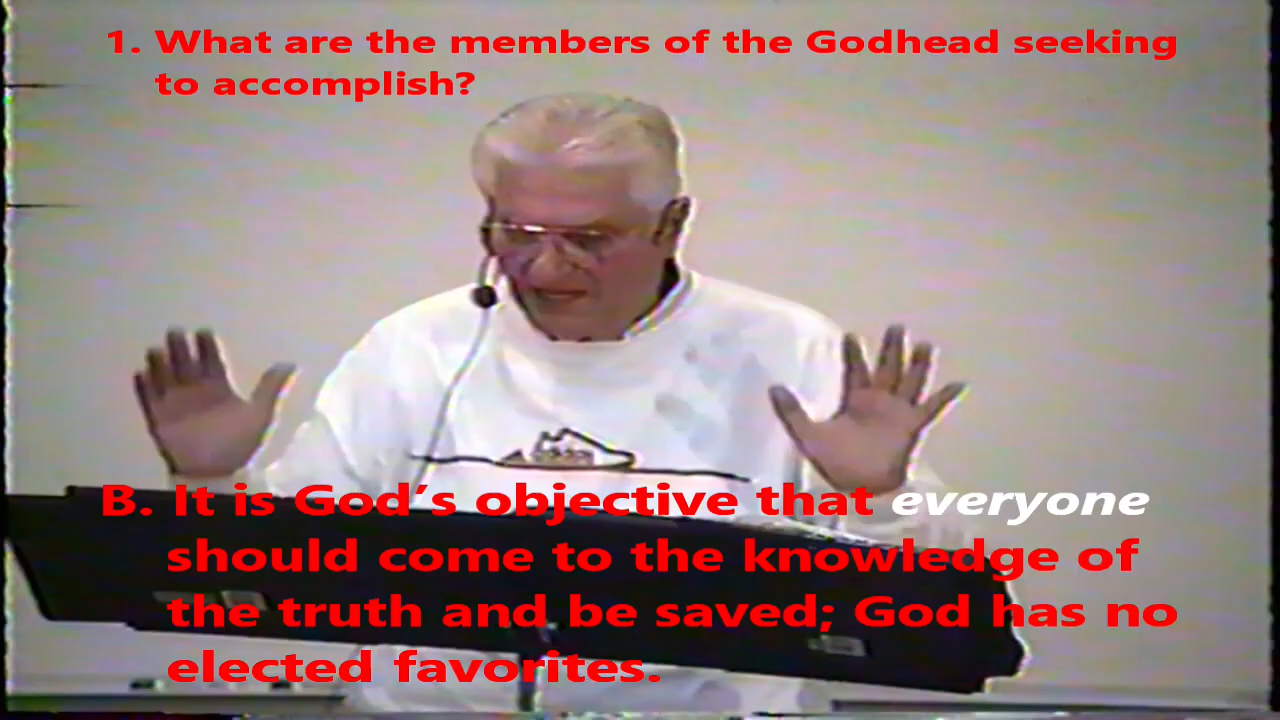 1. What are the members of the Godhead seeking
to accomplish?
B. It is God's objective that everyone
should come to the knowledge of
the truth and be saved; God has no
elected favorites.